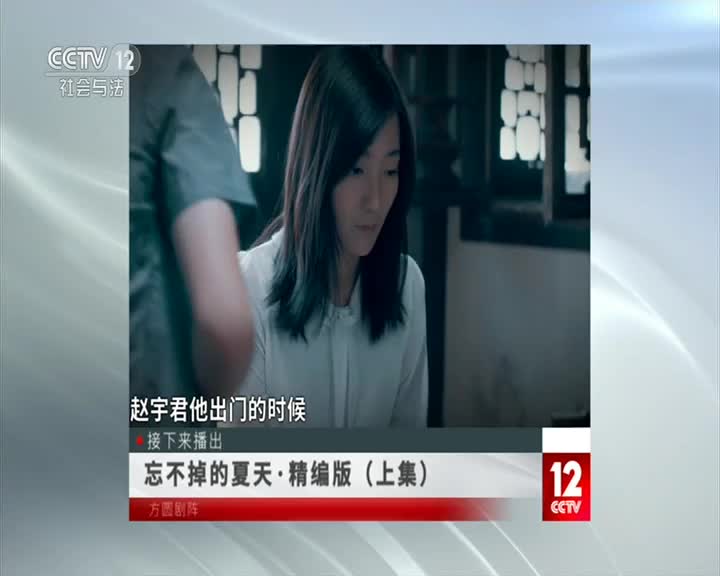 CCTV 12
社会与法
赵宇君他出门的时候
接下来播出
忘不掉的夏天·精编版（上集）
方圆剧阵
12
CCTV